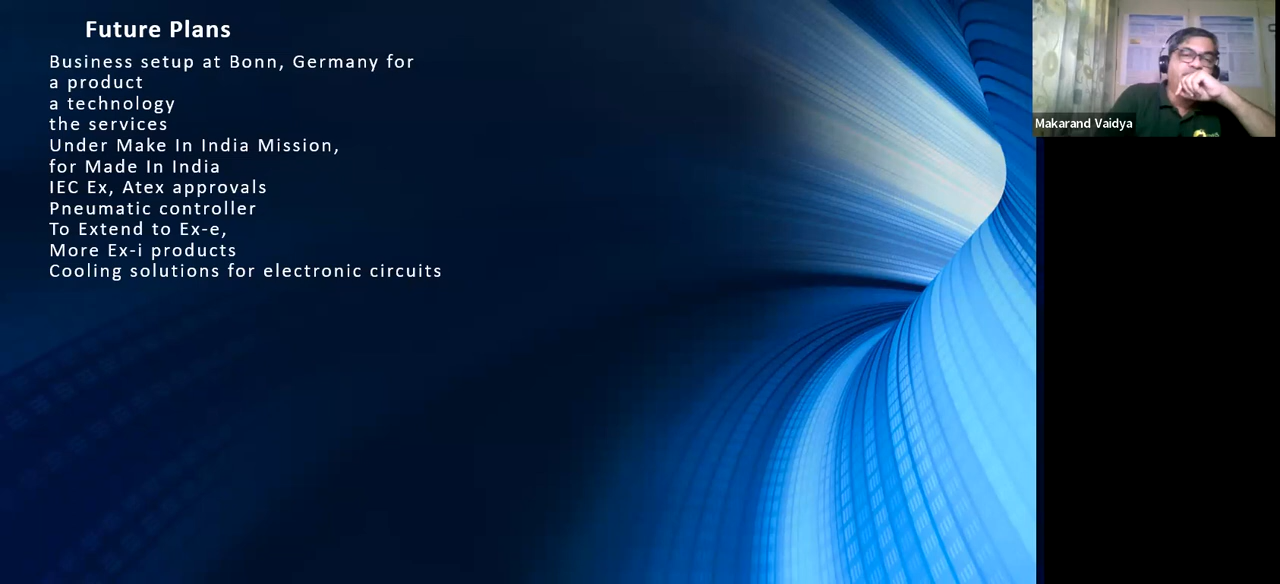 Future Plans
Business setup at Bonn, Germany for
a product
a technology
the services
Under Make In India Mission,
for Made In India
IEC Ex, Atex approvals
Pneumatic controller
To Extend to Ex-e,
More Ex-i products
Cooling solutions for electronic circuits
Makarand Vaidya